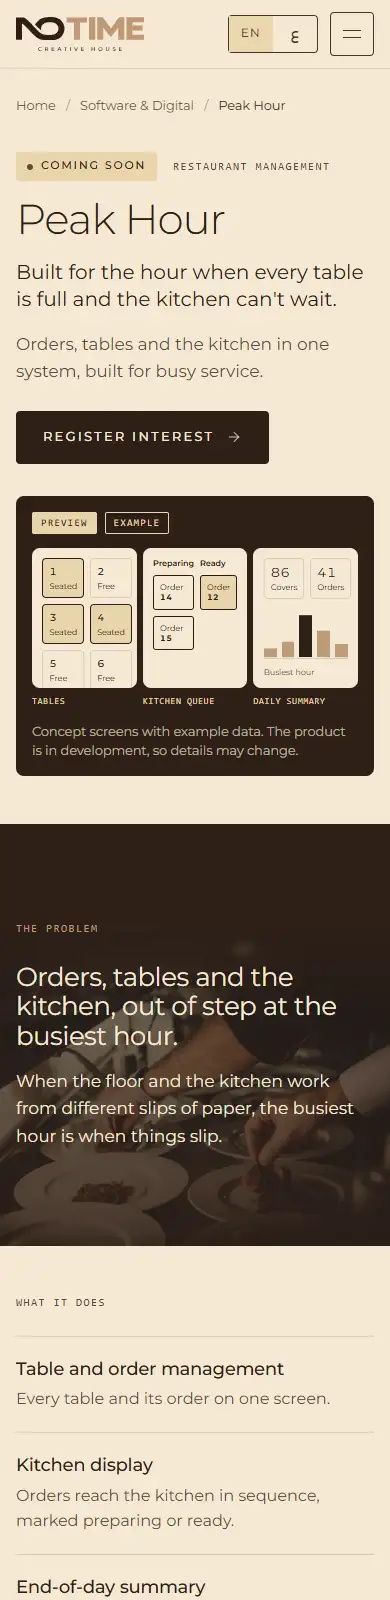 NOTIME
CREATIVE HOUSE
EN
ع
Home / Software & Digital / Peak Hour
COMING SOON
RESTAURANT MANAGEMENT
Peak Hour
Built for the hour when every table
is full and the kitchen can't wait.
Orders, tables and the kitchen in one
system, built for busy service.
REGISTER INTEREST →
PREVIEW
EXAMPLE
1
Seated
2
Free
3
Seated
4
Seated
5
Free
6
Free
TABLES
Preparing
Ready
Order
14
Order
12
Order
15
KITCHEN QUEUE
86
Covers
41
Orders
Busiest hour
DAILY SUMMARY
Concept screens with example data. The product
is in development, so details may change.
THE PROBLEM
Orders, tables and the
kitchen, out of step at the
busiest hour.
When the floor and the kitchen work
from different slips of paper, the busiest
hour is when things slip.
WHAT IT DOES
Table and order management
Every table and its order on one screen.
Kitchen display
Orders reach the kitchen in sequence,
marked preparing or ready.
End-of-day summary